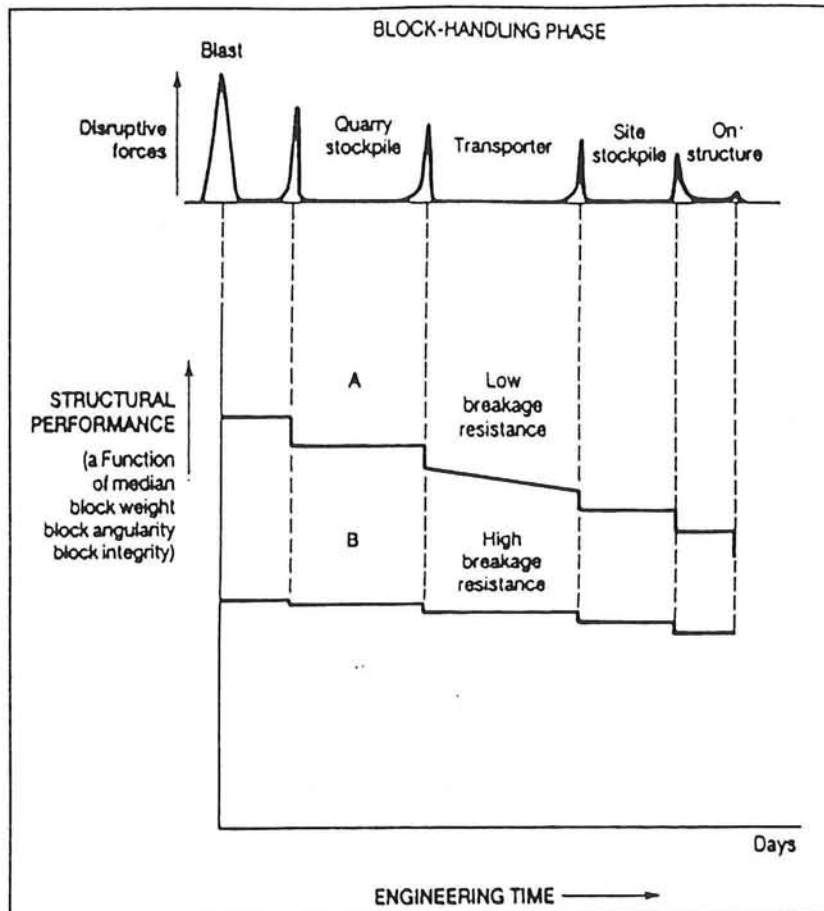 BLOCK-HANDLING PHASE
Blast
Disruptive
forces
Quarry
stockpile
Transporter
Site
stockpile
On
structure
STRUCTURAL
PERFORMANCE
(a Function
of median
block weight
block angularity
block integrity)
A
Low
breakage
resistance
B
High
breakage
resistance
Days
ENGINEERING TIME